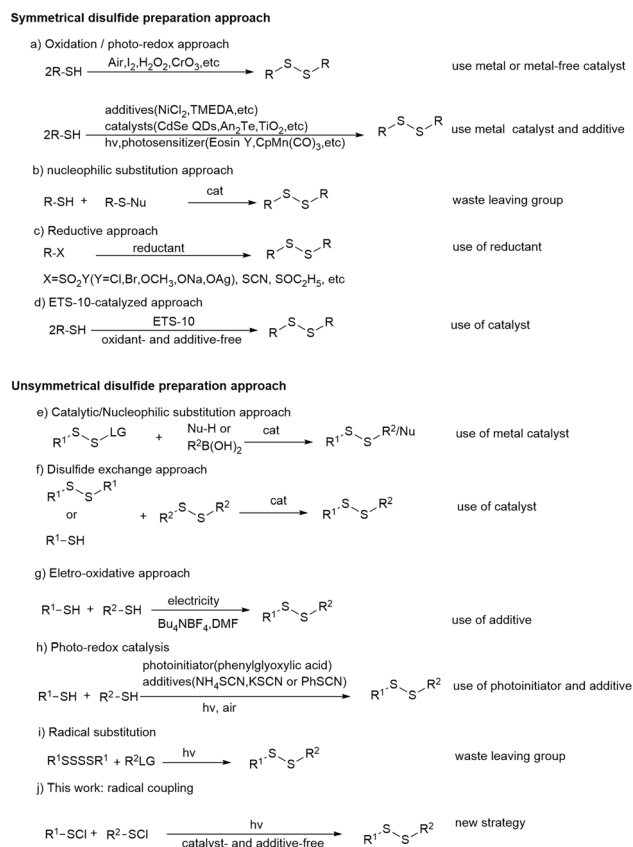 Symmetrical disulfide preparation approach
a) Oxidation / photo-redox approach
2R-SH Air,I2,H2O2,CrO3,etc R S S R use metal or metal-free catalyst
additives(NiCl2,TMEDA,etc)
catalysts(CdSe QDs,An2Te,TiO2,etc)
2R-SH hv,photosensitizer(Eosin Y,CpMn(CO)3,etc) R S S R use metal catalyst and additive
b) nucleophilic substitution approach
R-SH + R-S-Nu cat R S S R waste leaving group
c) Reductive approach
R-X reductant R S S R use of reductant
X=SO2Y(Y=Cl,Br,OCH3,ONa,OAg), SCN, SOC2H5, etc
d) ETS-10-catalyzed approach
2R-SH ETS-10 R S S R use of catalyst
oxidant- and additive-free
Unsymmetrical disulfide preparation approach
e) Catalytic/Nucleophilic substitution approach
R1 S S LG + Nu-H or cat R1 S S R2/Nu use of metal catalyst
R2B(OH)2
f) Disulfide exchange approach
R1 S S R1
or + R2 S S R2 cat R1 S S R2 use of catalyst
R1-SH
g) Eletro-oxidative approach
R1-SH + R2-SH electricity R1 S S R2
Bu4NBF4,DMF use of additive
h) Photo-redox catalysis
photoinitiator(phenylglyoxylic acid)
additives(NH4SCN,KSCN or PhSCN)
R1-SH + R2-SH hv, air R1 S S R2 use of photoinitiator and additive
i) Radical substitution
R1SSSSR1 + R2LG hv R1 S S R2 waste leaving group
j) This work: radical coupling
R1-SCl + R2-SCl hv R1 S S R2 new strategy
catalyst- and additive-free